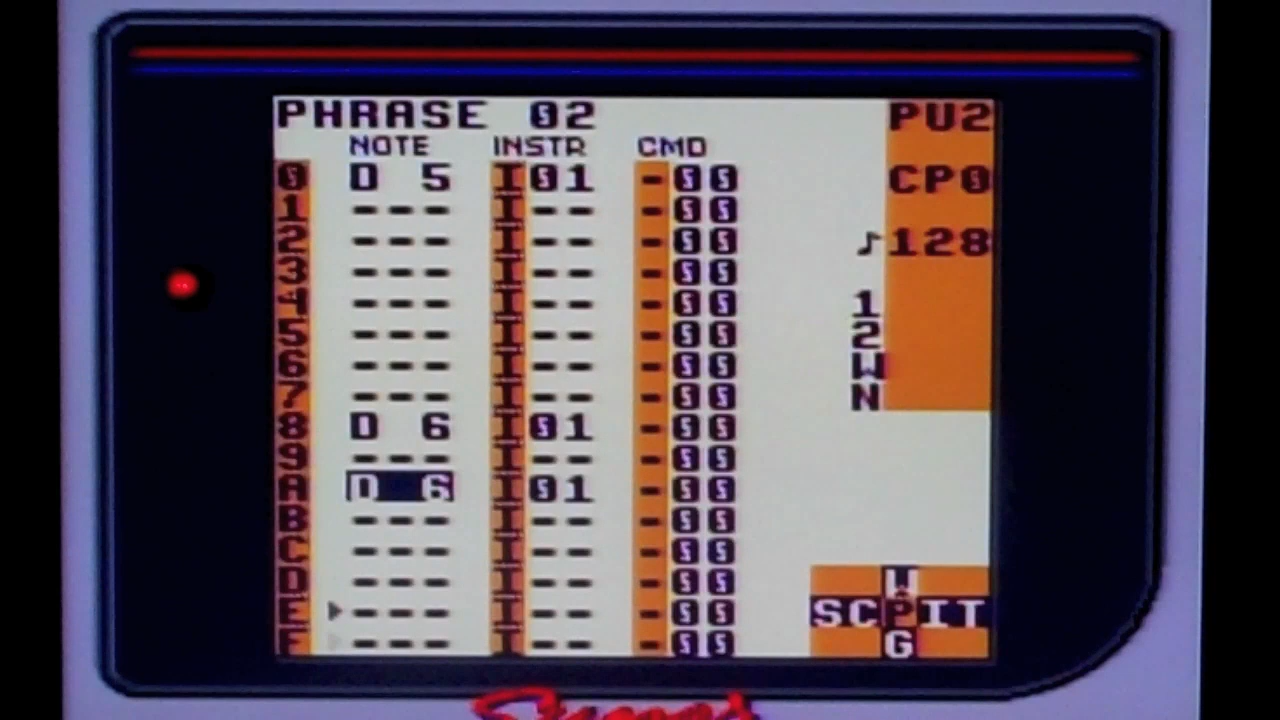 PHRASE 02 PU2
NOTE INSTR CMD
0 D 5 I01 -00 CP0
1 --- I-- -00
2 --- I-- -00 ♪128
3 --- I-- -00
4 --- I-- -00 1
5 --- I-- -00 2
6 --- I-- -00 W
7 --- I-- -00 N
8 D 6 I01 -00
9 --- I-- -00
A D 6 I01 -00
B --- I-- -00
C --- I-- -00
D --- I-- -00 W
E --- I-- -00 SCPIT
F --- I-- -00 G